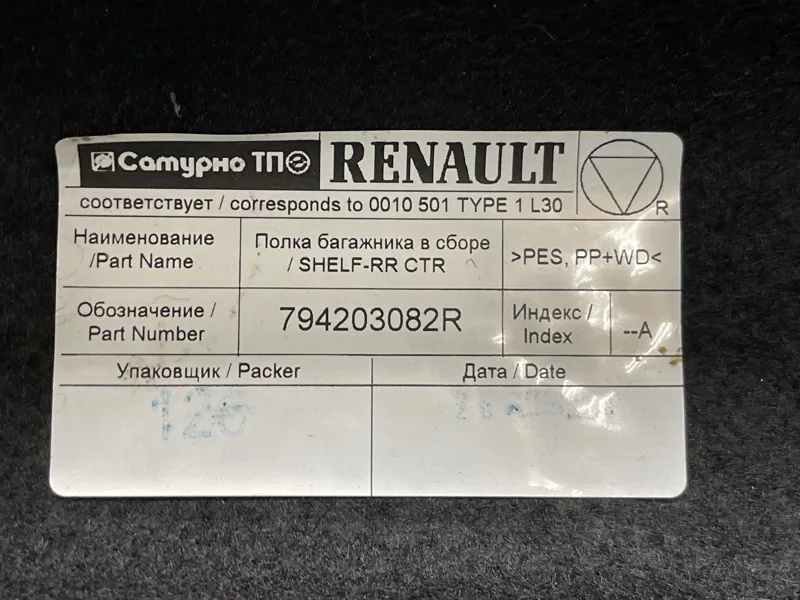 Сатурно ТП
RENAULT
соответствует / corresponds to 0010 501 TYPE 1 L30
R
Наименование
/Part Name
Полка багажника в сборе
/ SHELF-RR CTR
>PES, PP+WD<
Обозначение /
Part Number
794203082R
Индекс /
Index
--A
Упаковщик / Packer
Дата / Date
126